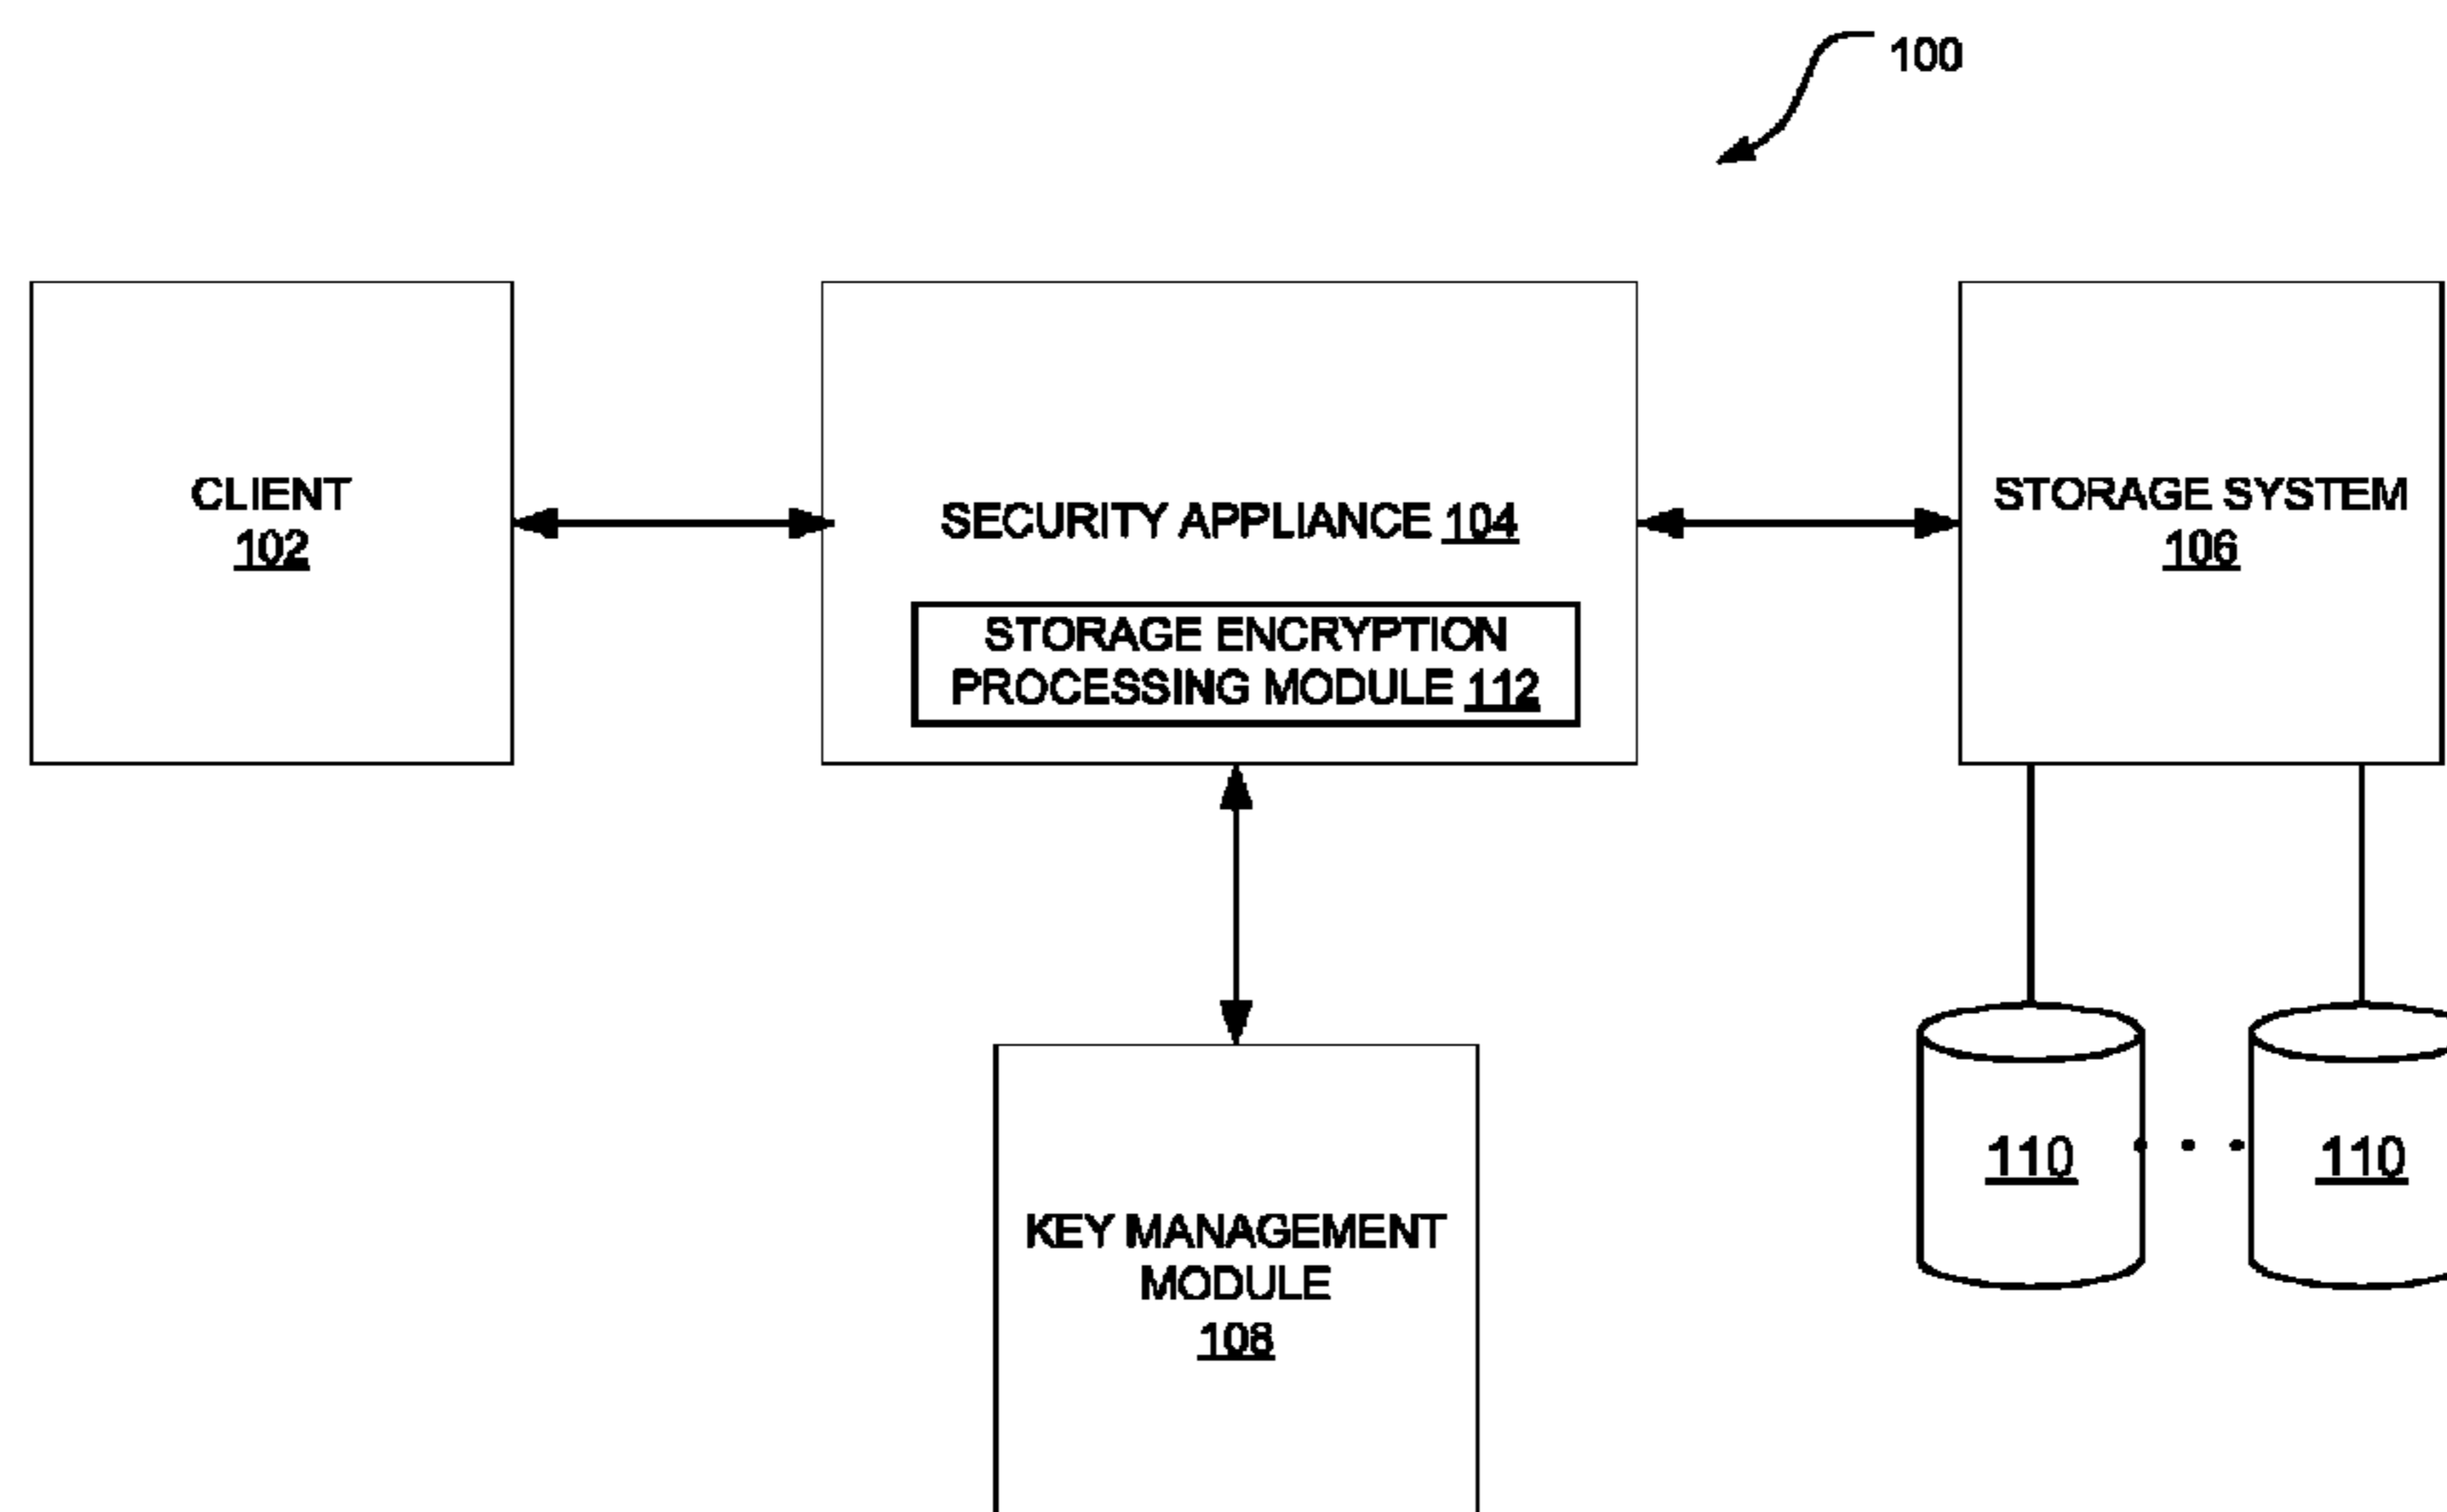 100
CLIENT
102
SECURITY APPLIANCE 104
STORAGE ENCRYPTION
PROCESSING MODULE 112
STORAGE SYSTEM
106
KEY MANAGEMENT
MODULE
108
110
110